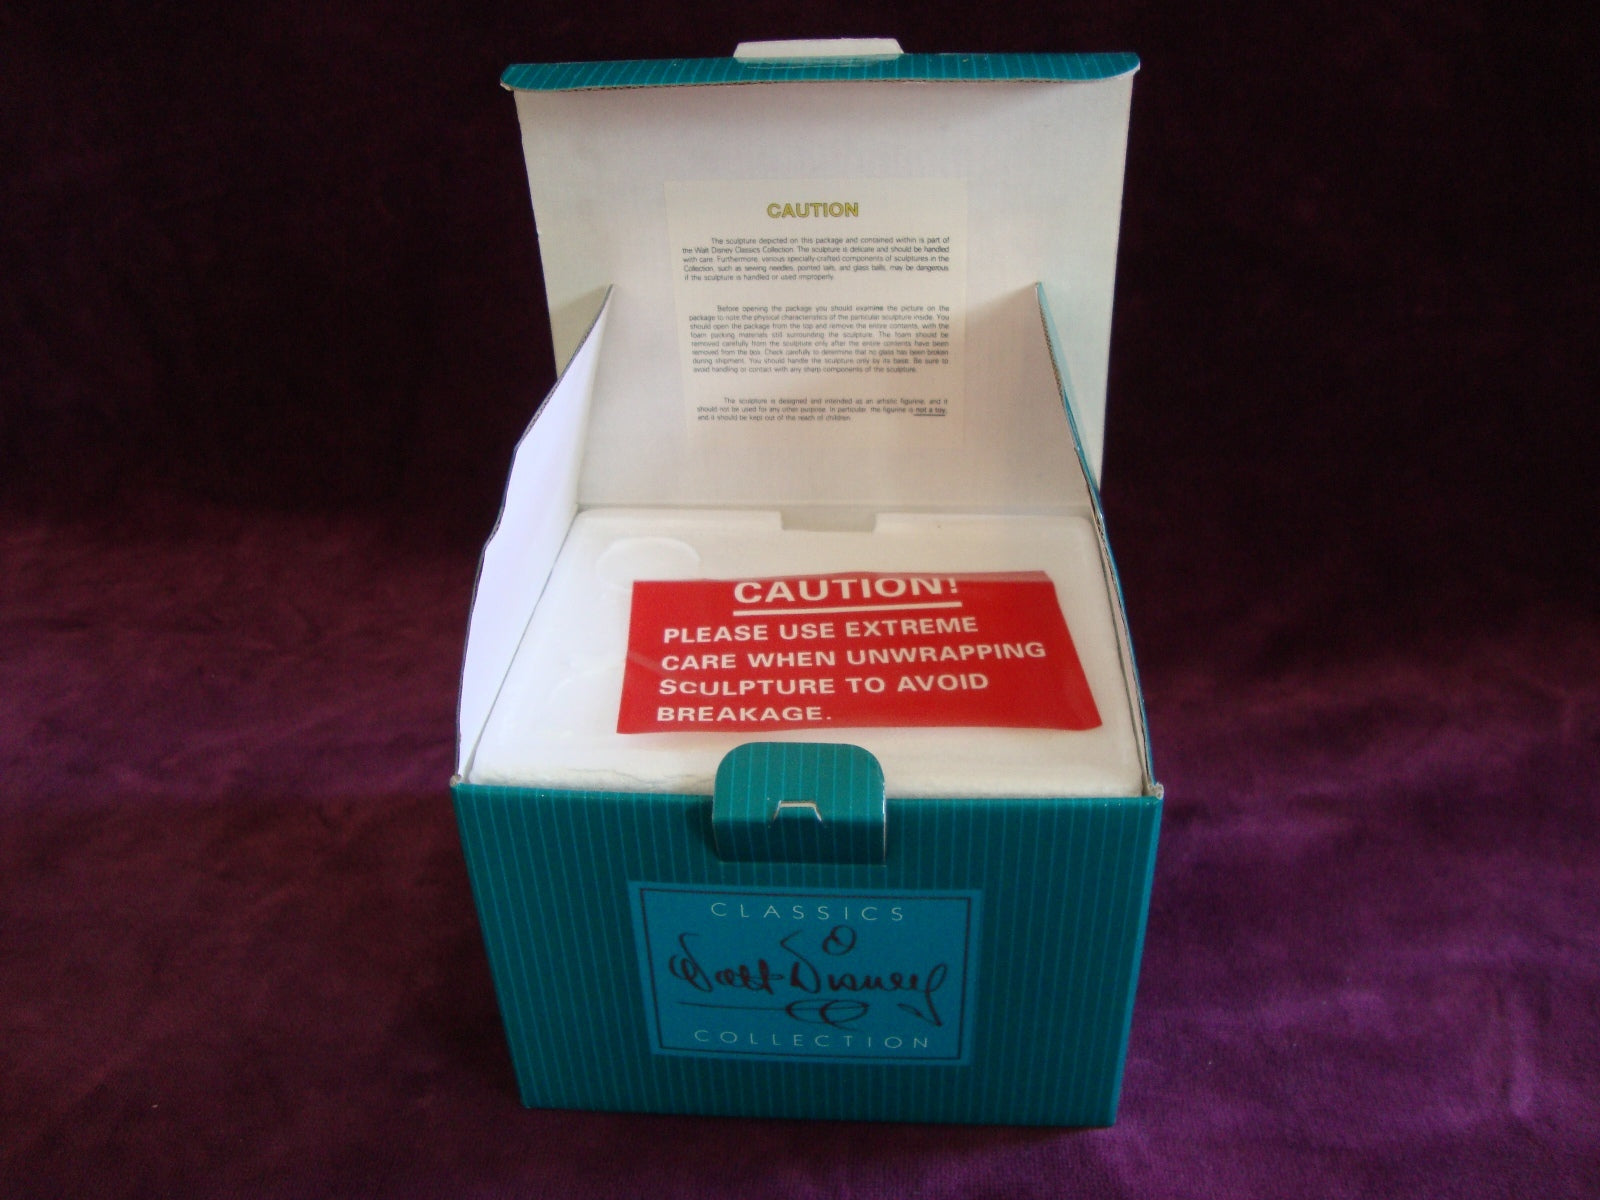 CAUTION
The sculpture depicted on this package and contained within is part of
the Walt Disney Classics Collection. The sculpture is delicate and should be handled
with care. Furthermore, various specially-crafted components of sculptures in the
Collection, such as sewing needles, pointed tails, and glass balls, may be dangerous
if the sculpture is handled or used improperly.
Before opening the package you should examine the picture on the
package to note the physical characteristics of the particular sculpture inside. You
should open the package from the top and remove the entire contents, with the
foam packing materials still surrounding the sculpture. The foam should be
removed carefully from the sculpture only after the entire contents have been
removed from the box. Check carefully to determine that no glass has been broken
during shipment. You should handle the sculpture only by its base. Be sure to
avoid handling or contact with any sharp components of the sculpture.
The sculpture is designed and intended as an artistic figurine, and it
should not be used for any other purpose. In particular, the figurine is not a toy,
and it should be kept out of the reach of children.
CAUTION!
PLEASE USE EXTREME
CARE WHEN UNWRAPPING
SCULPTURE TO AVOID
BREAKAGE.
CLASSICS
Walt Disney
COLLECTION